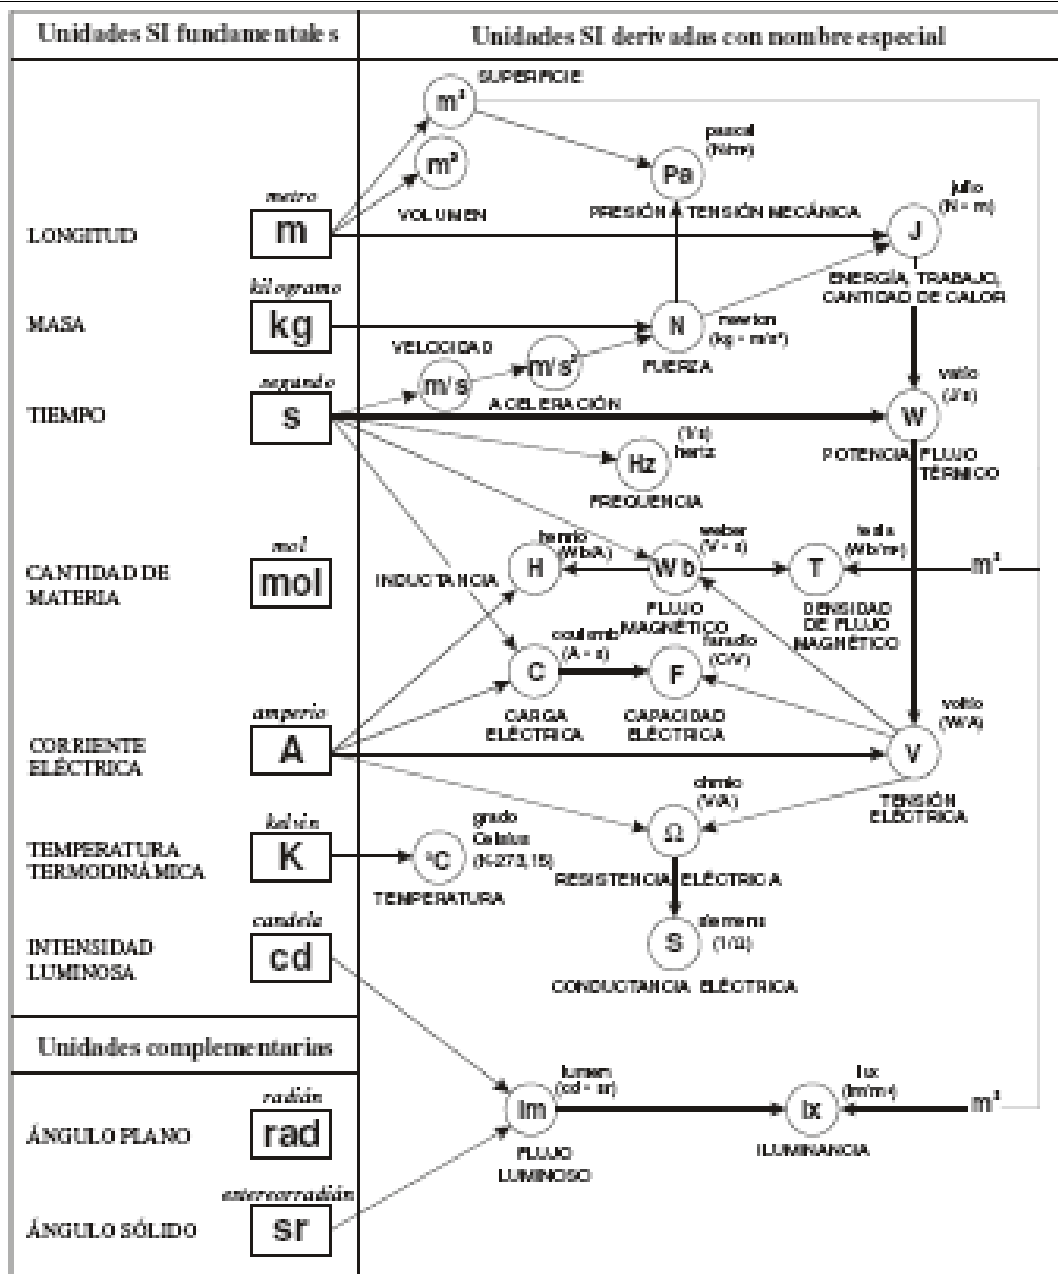 Unidades SI fundamentales
Unidades SI derivadas con nombre especial
SUPERFICIE
m²
m³
VOLUMEN
pascal
(N/m²)
Pa
PRESIÓN Ó TENSIÓN MECÁNICA
metro
m
LONGITUD
julio
(N - m)
J
ENERGÍA, TRABAJO,
CANTIDAD DE CALOR
kilogramo
kg
MASA
N
newton
(kg - m/s²)
FUERZA
VELOCIDAD
m/s
m/s²
ACELERACIÓN
segundo
s
TIEMPO
vatio
(J/s)
W
POTENCIA, FLUJO
TÉRMICO
(1/s)
hertz
Hz
FREQUENCIA
mol
mol
CANTIDAD DE
MATERIA
henrio
(Wb/A)
H
INDUCTANCIA
weber
(V - s)
Wb
FLUJO
MAGNÉTICO
tesla
(Wb/m²)
T
DENSIDAD
DE FLUJO
MAGNÉTICO
m²
coulomb
(A - s)
C
CARGA
ELÉCTRICA
faradio
(C/V)
F
CAPACIDAD
ELÉCTRICA
amperio
A
CORRIENTE
ELÉCTRICA
voltio
(W/A)
V
TENSIÓN
ELÉCTRICA
ohmio
(V/A)
Ω
RESISTENCIA ELÉCTRICA
kelvin
K
TEMPERATURA
TERMODINÁMICA
grado
Celsius
(K-273,15)
°C
TEMPERATURA
siemens
(1/Ω)
S
CONDUCTANCIA ELÉCTRICA
candela
cd
INTENSIDAD
LUMINOSA
Unidades complementarias
radián
rad
ÁNGULO PLANO
lumen
(cd - sr)
lm
FLUJO
LUMINOSO
lux
(lm/m²)
lx
ILUMINANCIA
m²
estereorradián
sr
ÁNGULO SÓLIDO